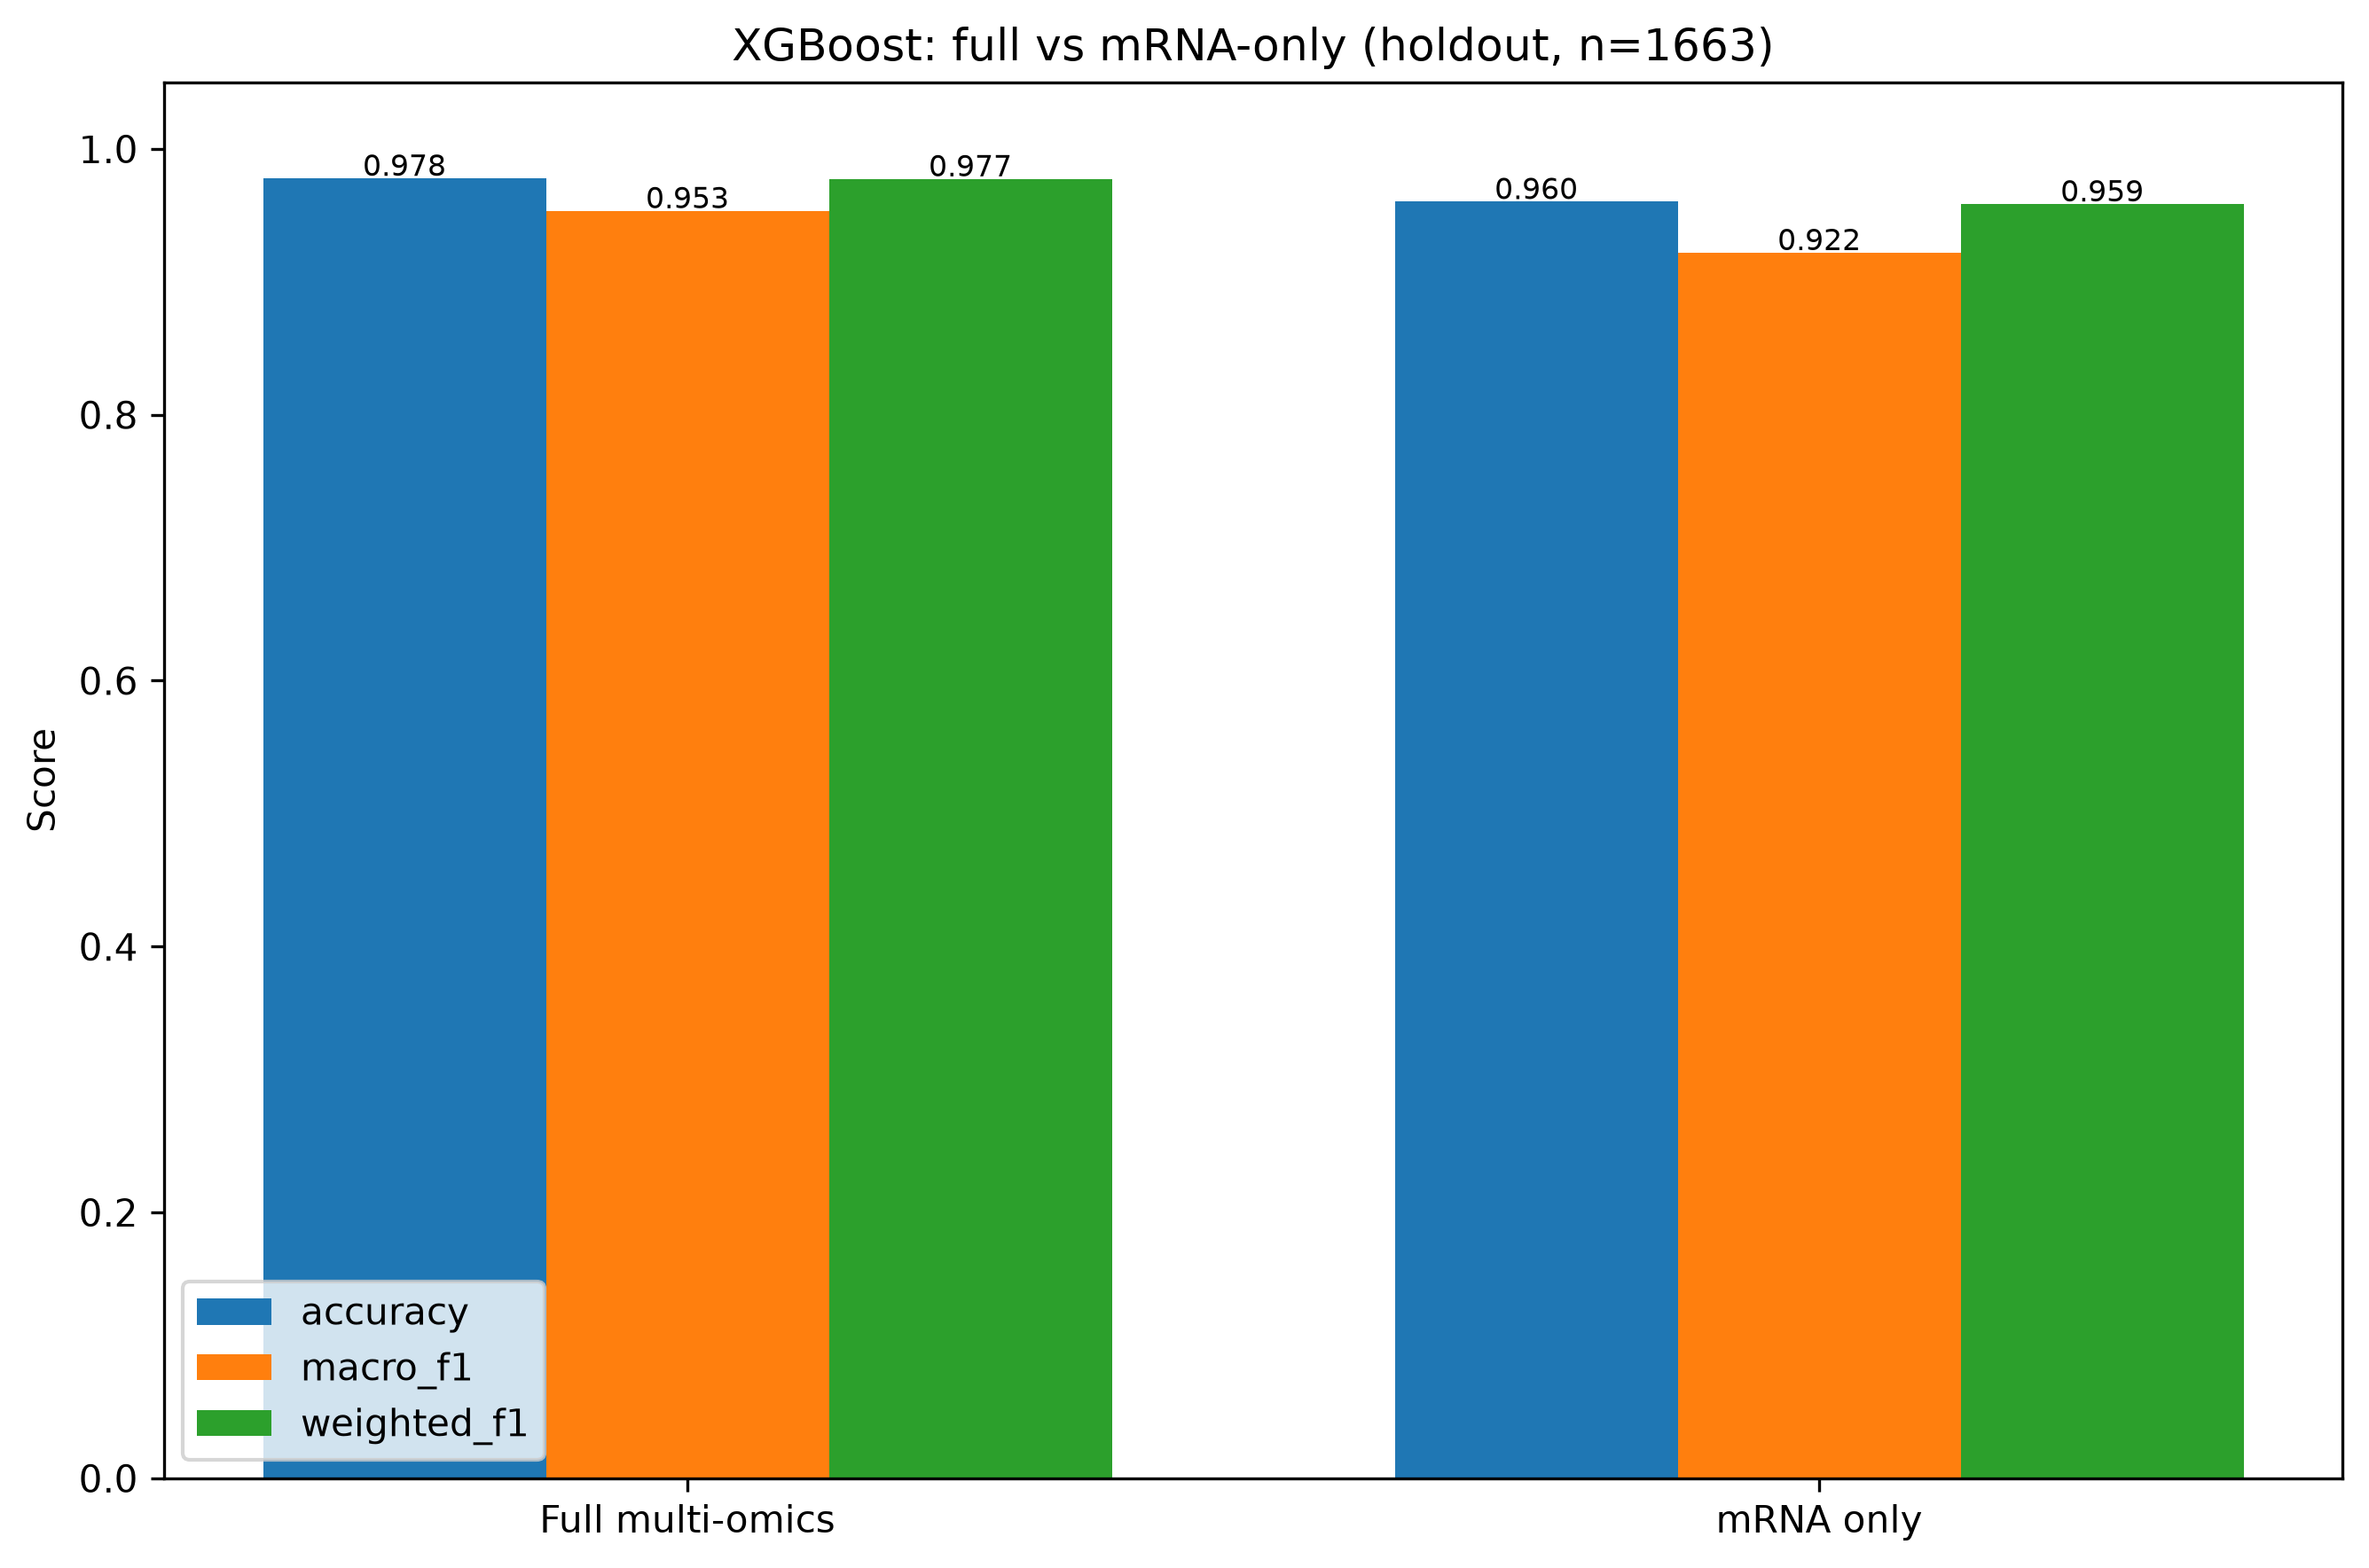 XGBoost: full vs mRNA-only (holdout, n=1663)
Score
1.0
0.8
0.6
0.4
0.2
0.0
0.978
0.953
0.977
0.960
0.922
0.959
accuracy
macro_f1
weighted_f1
Full multi-omics
mRNA only